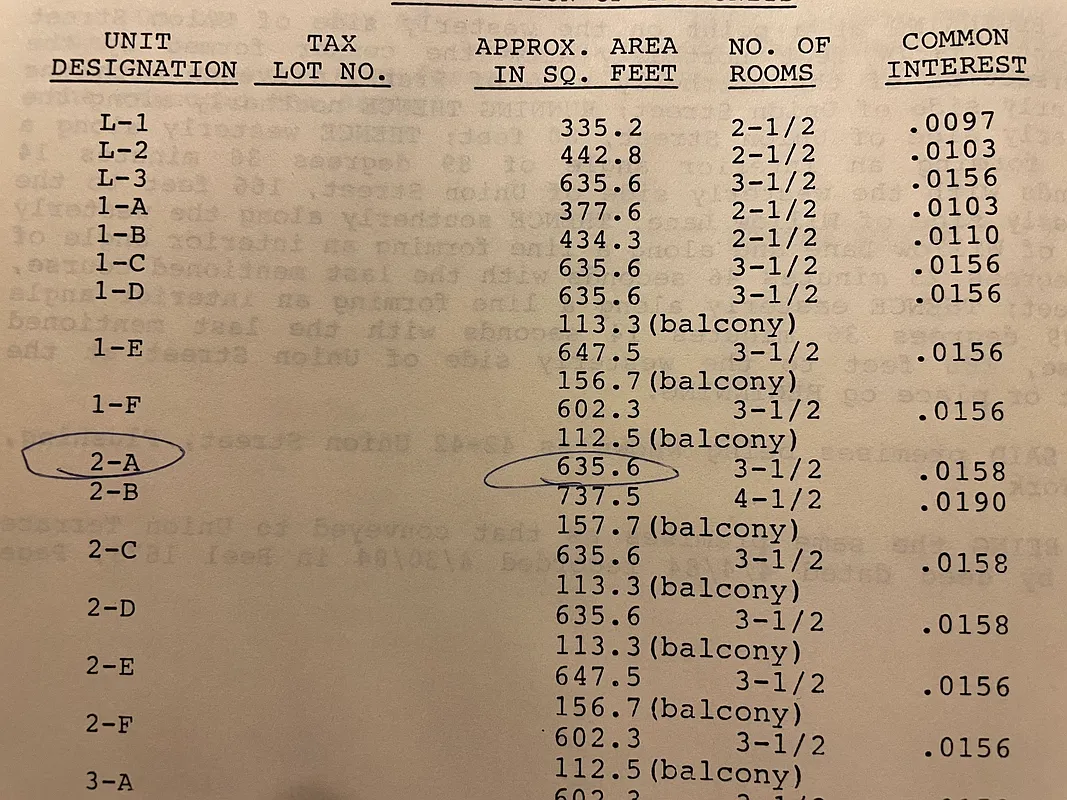 UNIT TAX APPROX. AREA NO. OF COMMON
DESIGNATION LOT NO. IN SQ. FEET ROOMS INTEREST
L-1 335.2 2-1/2 .0097
L-2 442.8 2-1/2 .0103
L-3 635.6 3-1/2 .0156
1-A 377.6 2-1/2 .0103
1-B 434.3 2-1/2 .0110
1-C 635.6 3-1/2 .0156
1-D 635.6 3-1/2 .0156
113.3(balcony)
1-E 647.5 3-1/2 .0156
156.7(balcony)
1-F 602.3 3-1/2 .0156
112.5(balcony)
2-A 635.6 3-1/2 .0158
2-B 737.5 4-1/2 .0190
157.7(balcony)
2-C 635.6 3-1/2 .0158
113.3(balcony)
2-D 635.6 3-1/2 .0158
113.3(balcony)
2-E 647.5 3-1/2 .0156
156.7(balcony)
2-F 602.3 3-1/2 .0156
112.5(balcony)
3-A